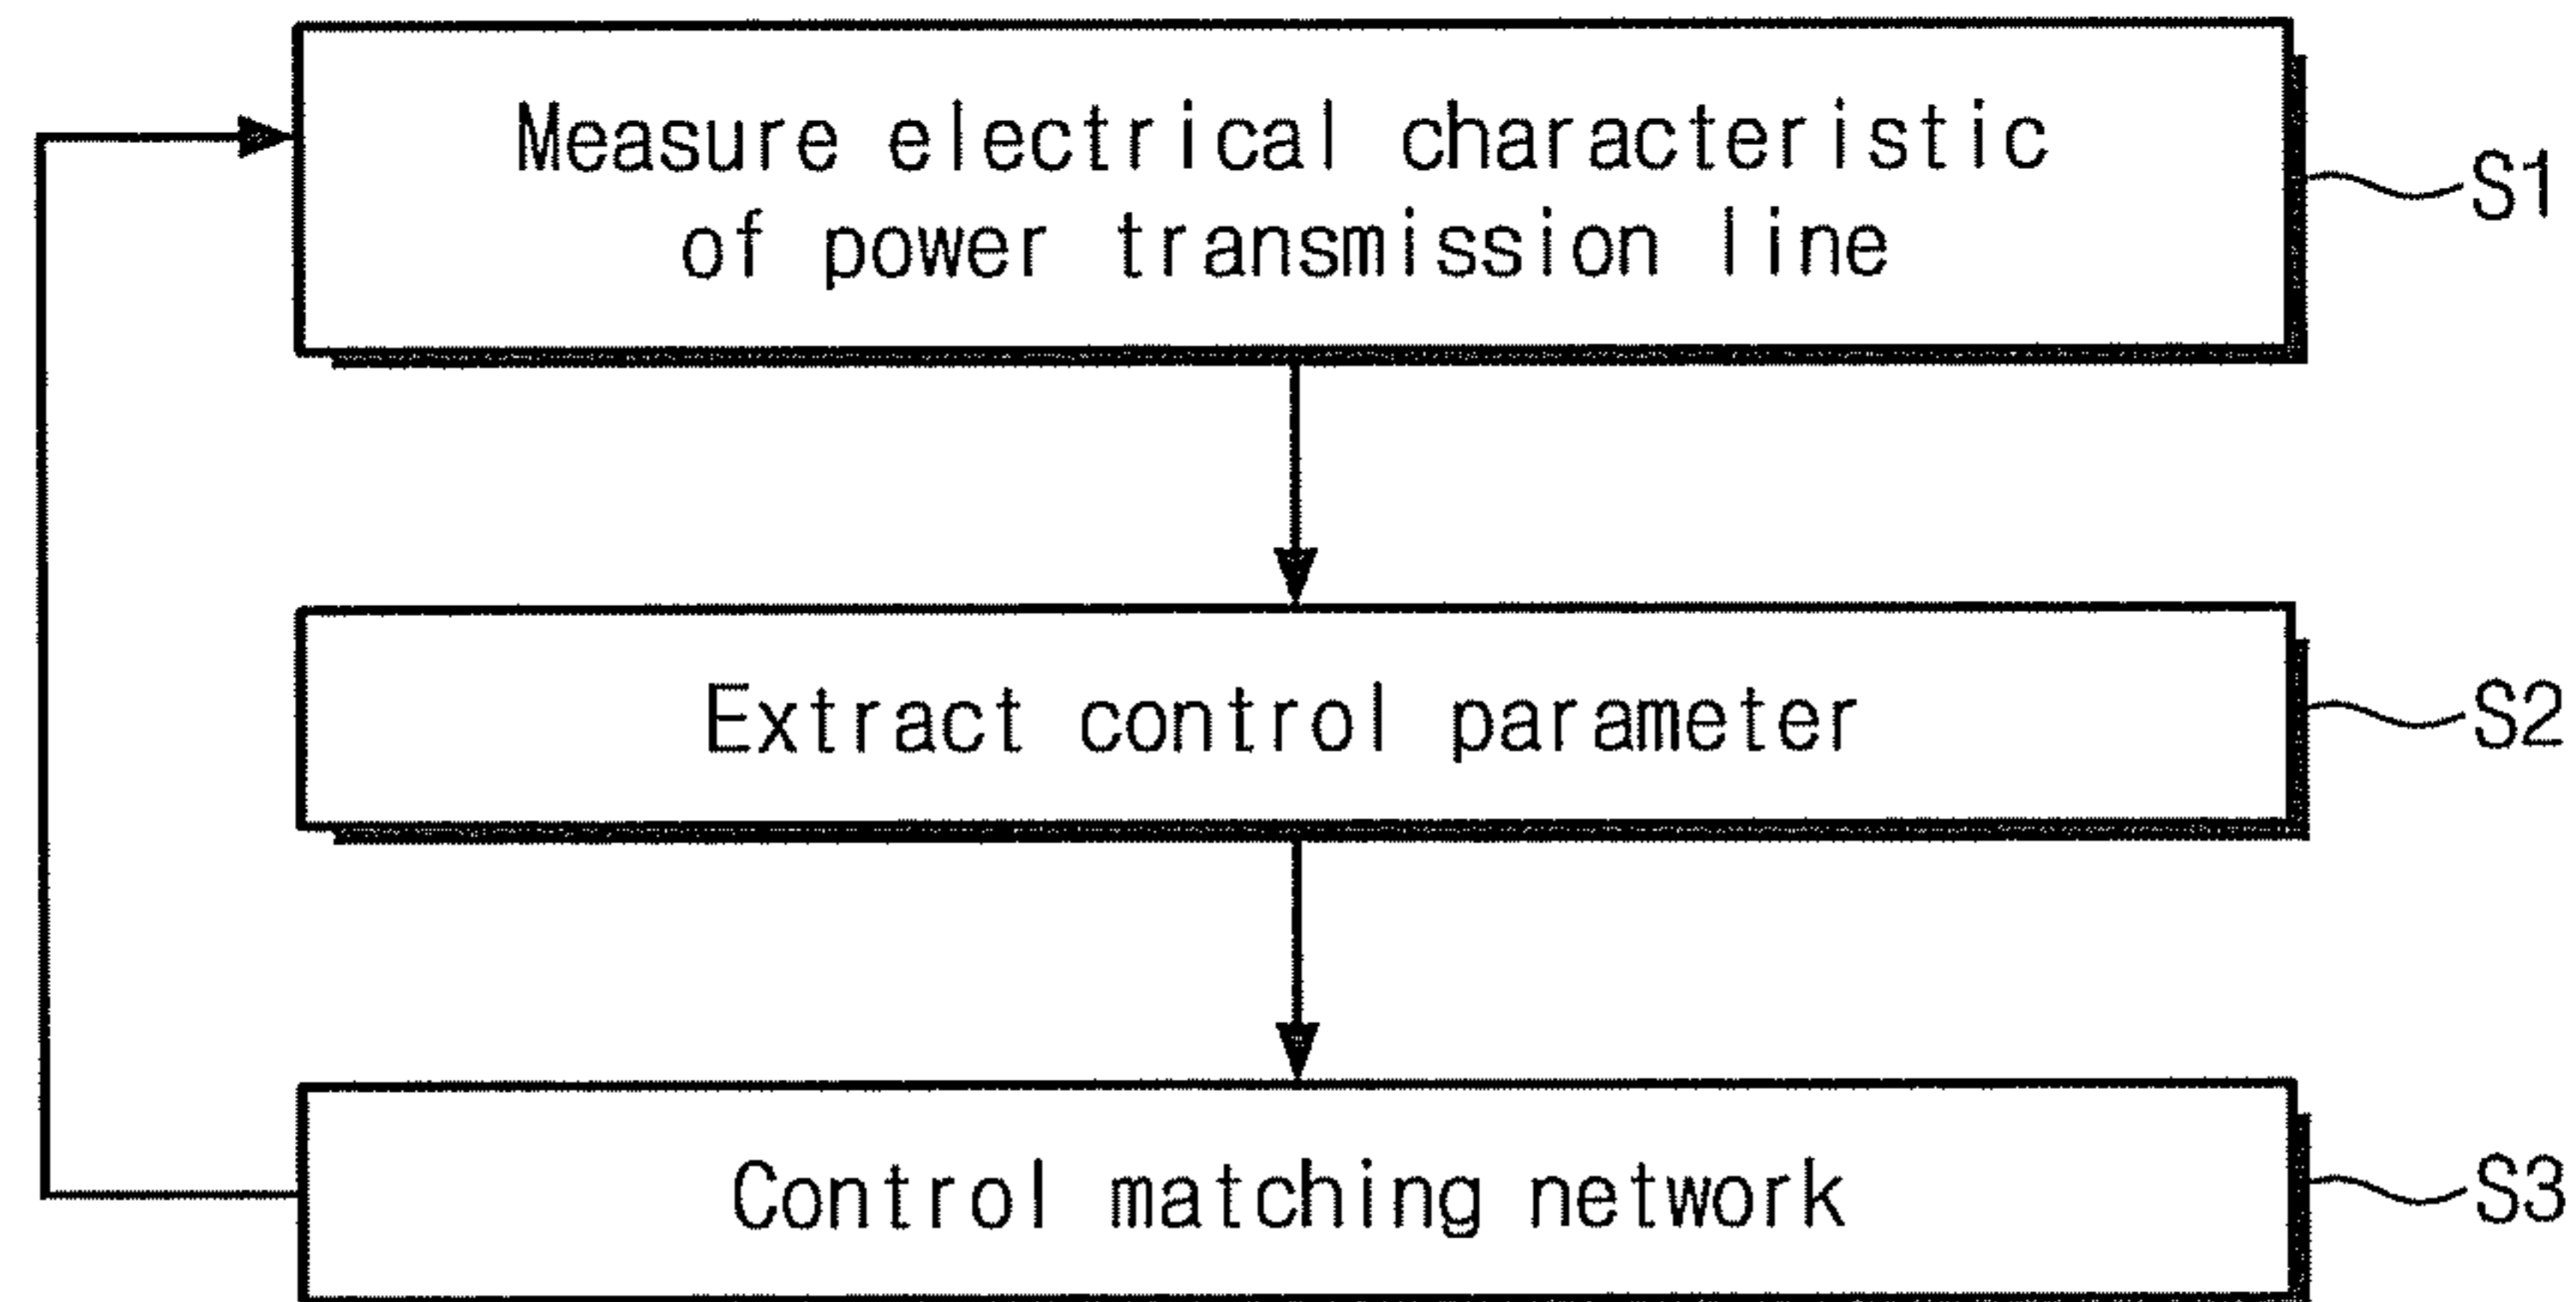 Measure electrical characteristic
of power transmission line
S1
Extract control parameter
S2
Control matching network
S3